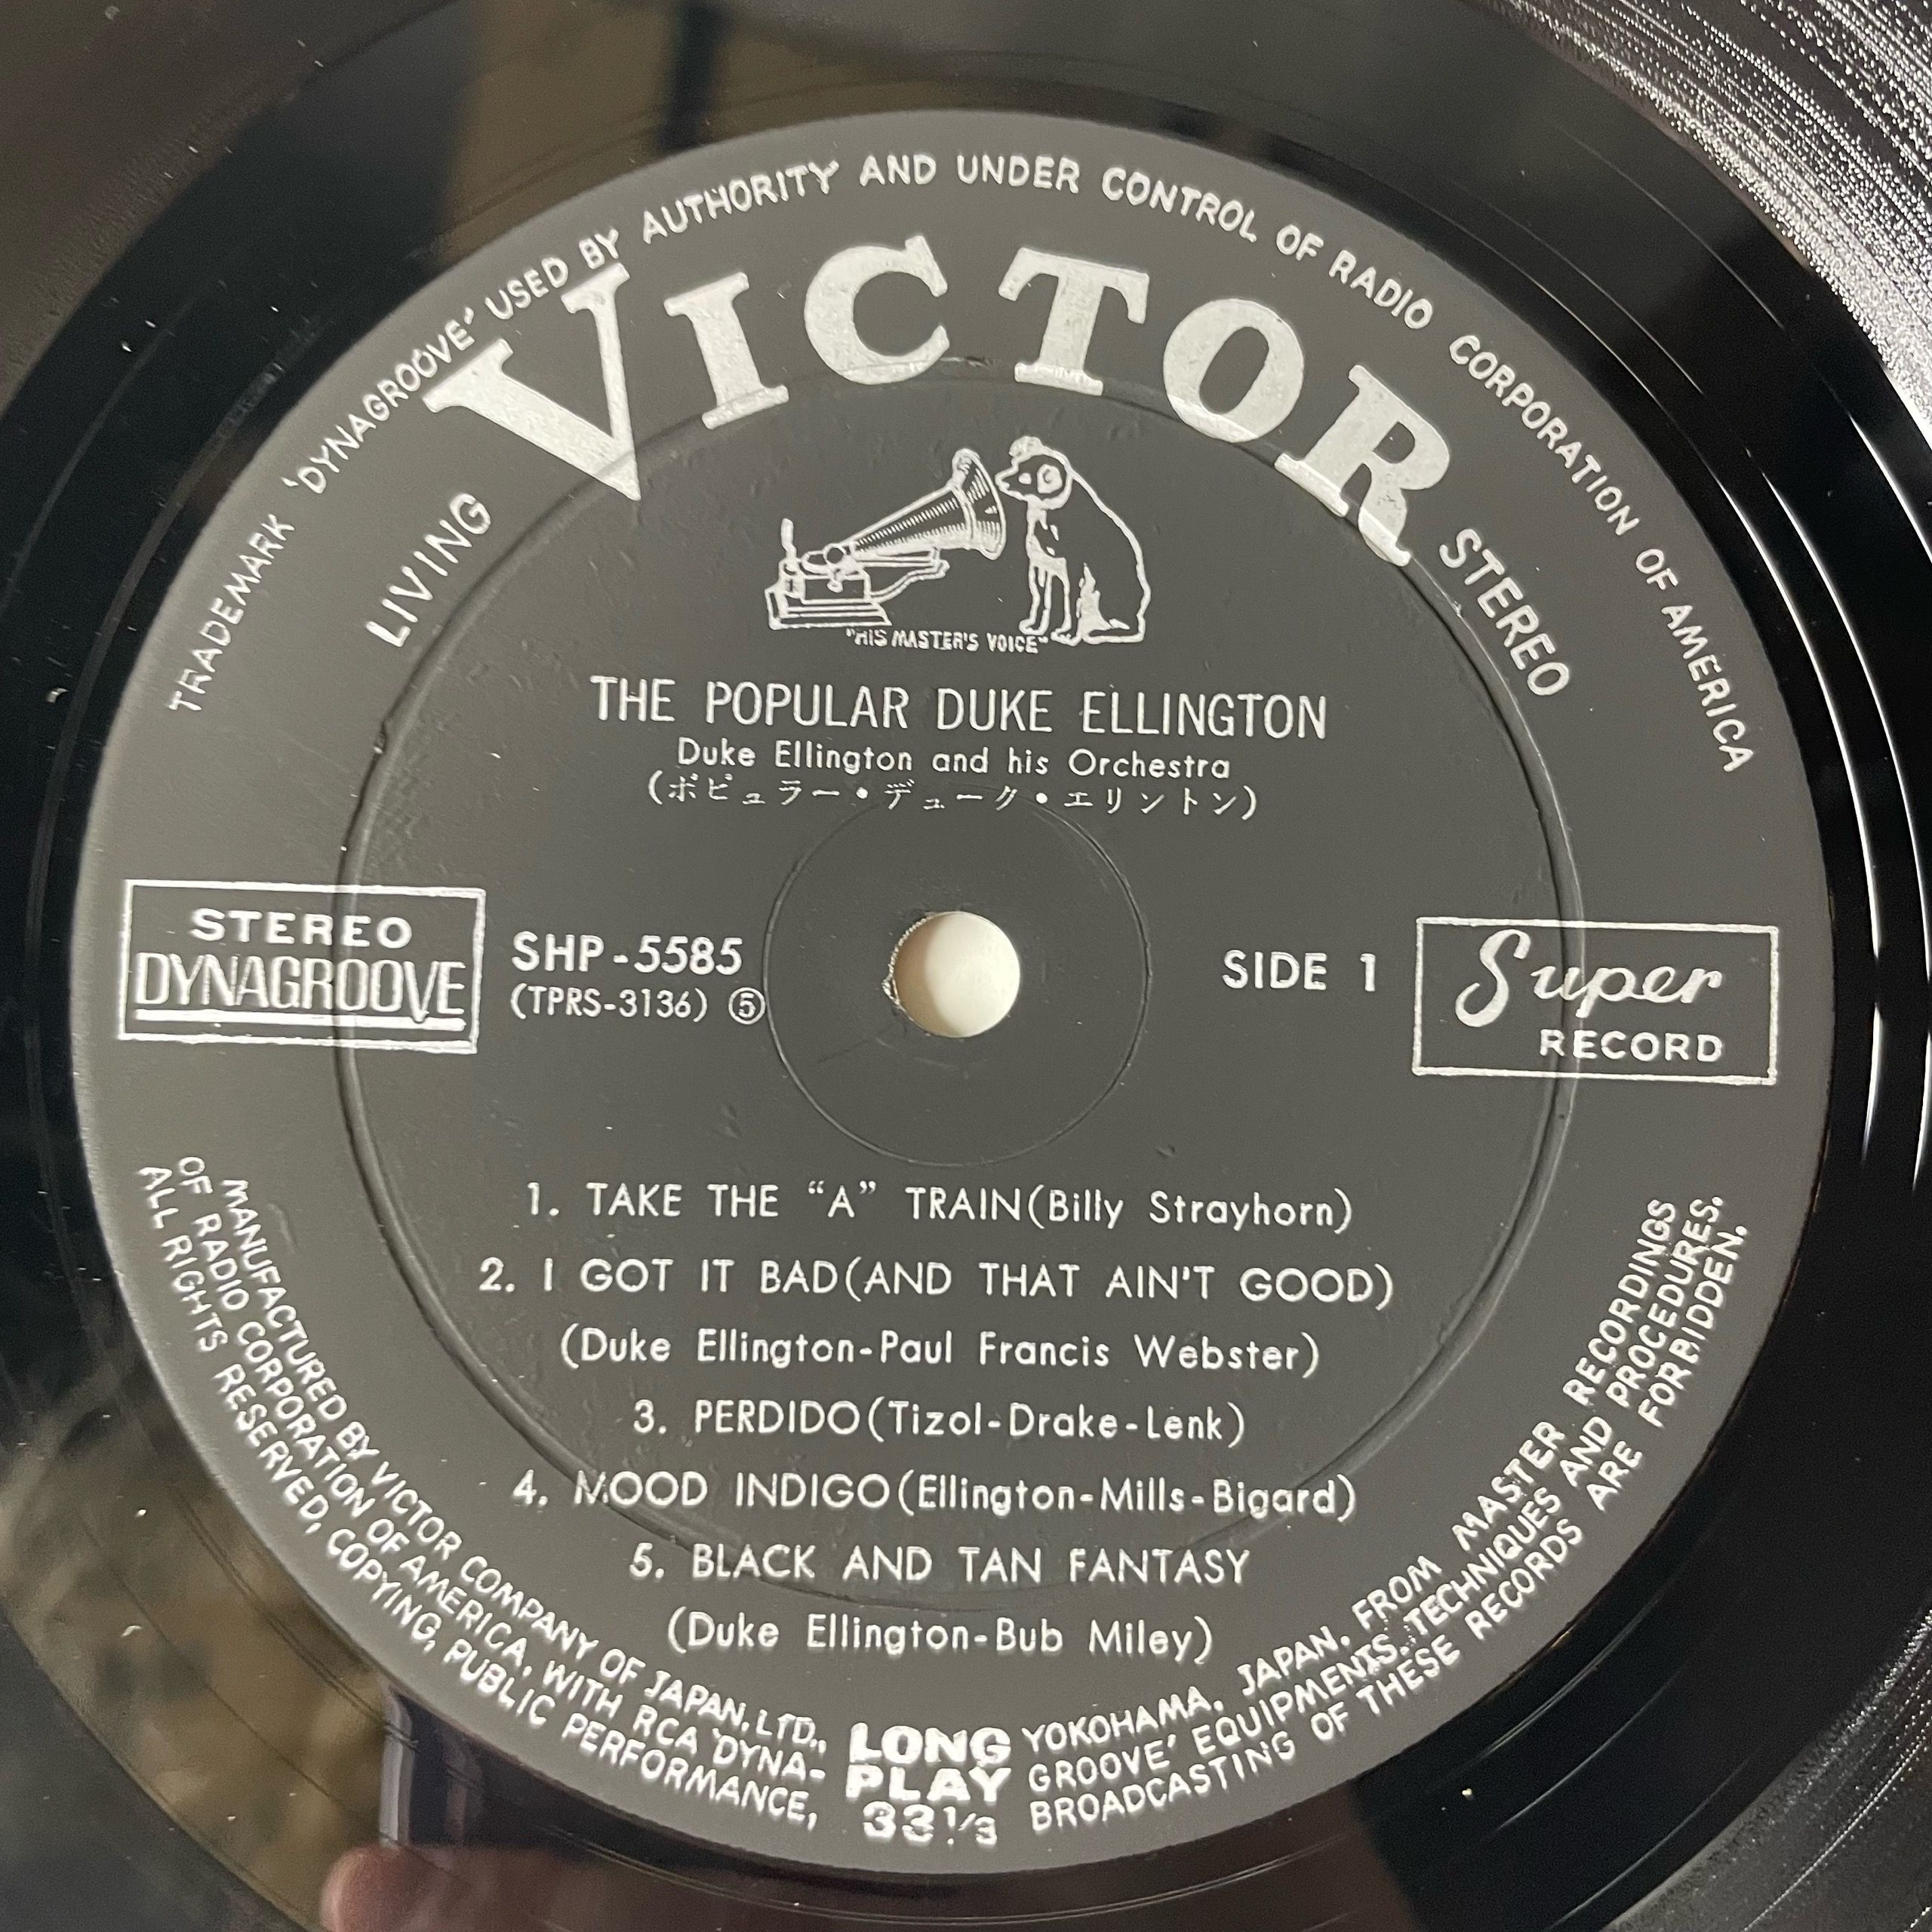 TRADEMARK 'DYNAGROOVE' USED BY AUTHORITY AND UNDER CONTROL OF RADIO CORPORATION OF AMERICA
VICTOR
LIVING STEREO
"HIS MASTER'S VOICE"
THE POPULAR DUKE ELLINGTON
Duke Ellington and his Orchestra
(ポピュラー・デューク・エリントン)
STEREO
DYNAGROOVE
SHP-5585
(TPRS-3136) ⑤
SIDE 1
Super
RECORD
1. TAKE THE “A” TRAIN(Billy Strayhorn)
2. I GOT IT BAD(AND THAT AIN'T GOOD)
(Duke Ellington-Paul Francis Webster)
3. PERDIDO(Tizol-Drake-Lenk)
4. MOOD INDIGO(Ellington-Mills-Bigard)
5. BLACK AND TAN FANTASY
(Duke Ellington-Bub Miley)
MANUFACTURED BY VICTOR COMPANY OF JAPAN, LTD., YOKOHAMA, JAPAN, FROM MASTER RECORDINGS
OF RADIO CORPORATION OF AMERICA, WITH RCA 'DYNA-GROOVE' EQUIPMENTS, TECHNIQUES AND PROCEDURES.
ALL RIGHTS RESERVED, COPYING, PUBLIC PERFORMANCE, BROADCASTING OF THESE RECORDS ARE FORBIDDEN.
LONG
PLAY
33 1/3